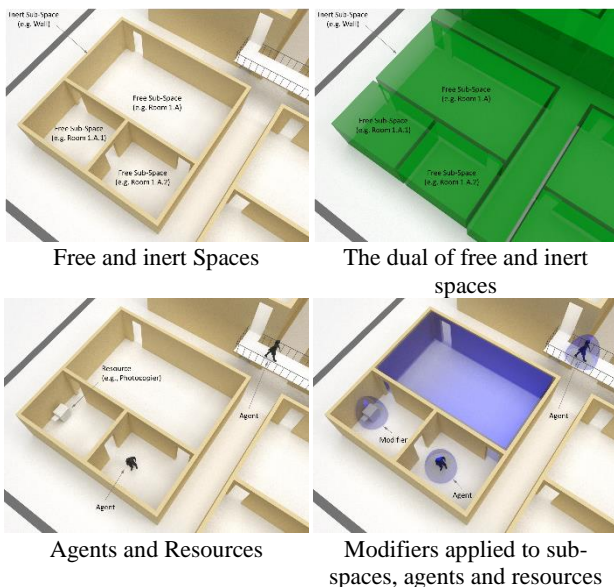 Inert Sub-Space
(e.g. Wall)
Free Sub-Space
(e.g. Room 1.A)
Free Sub-Space
(e.g. Room 1.A.1)
Free Sub-Space
(e.g. Room 1.A.2)
Inert Sub-Space
(e.g. Wall)
Free Sub-Space
(e.g. Room 1.A)
Free Sub-Space
(e.g. Room 1.A.1)
Free Sub-Space
(e.g. Room 1.A.2)
Free and inert Spaces
The dual of free and inert
spaces
Resource
(e.g., Photocopier)
Agent
Agent
Agent
Modifier
Agent
Agents and Resources
Modifiers applied to sub-
spaces, agents and resources